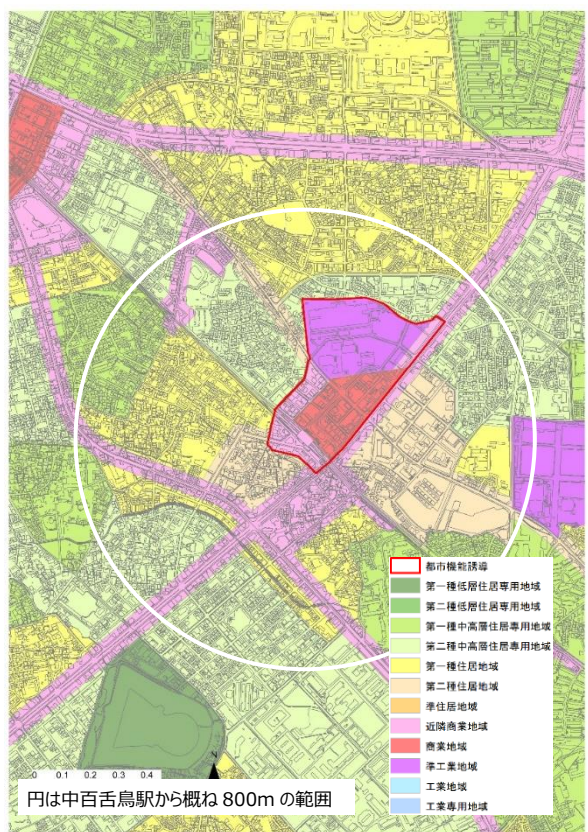 都市機能誘導
第一種低層住居専用地域
第二種低層住居専用地域
第一種中高層住居専用地域
第二種中高層住居専用地域
第一種住居地域
第二種住居地域
準住居地域
近隣商業地域
商業地域
準工業地域
工業地域
工業専用地域
N
0 0.1 0.2 0.3 0.4
円は中百舌鳥駅から概ね 800m の範囲